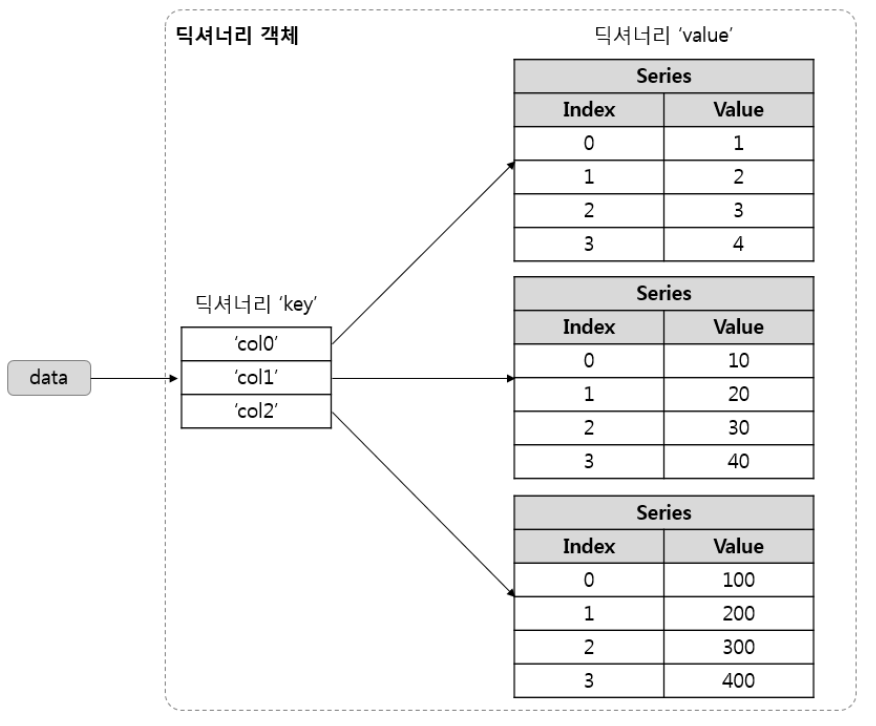 딕셔너리 객체
딕셔너리 ‘value’
Series
Index Value
0 1
1 2
2 3
3 4
딕셔너리 ‘key’
‘col0’
‘col1’
‘col2’
data
Series
Index Value
0 10
1 20
2 30
3 40
Series
Index Value
0 100
1 200
2 300
3 400